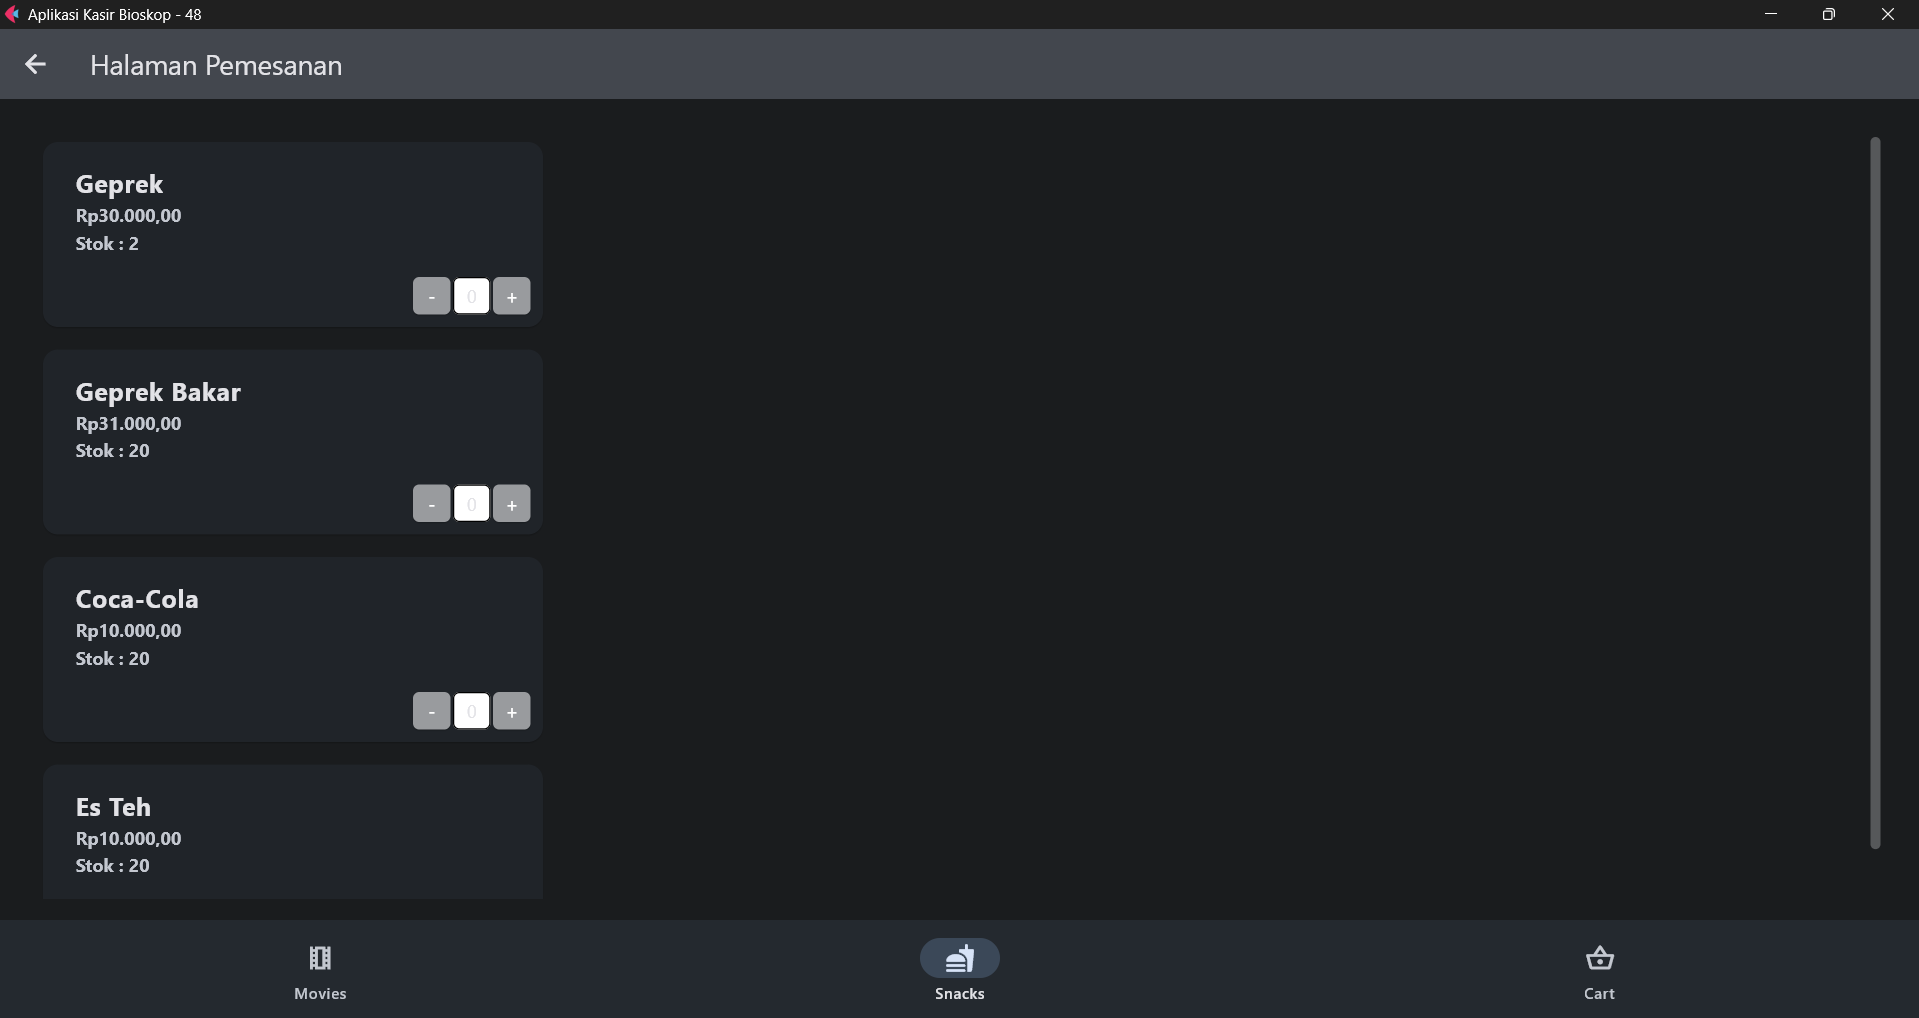 Aplikasi Kasir Bioskop - 48
Halaman Pemesanan
Geprek
Rp30.000,00
Stok : 2
- 0 +
Geprek Bakar
Rp31.000,00
Stok : 20
- 0 +
Coca-Cola
Rp10.000,00
Stok : 20
- 0 +
Es Teh
Rp10.000,00
Stok : 20
Movies
Snacks
Cart